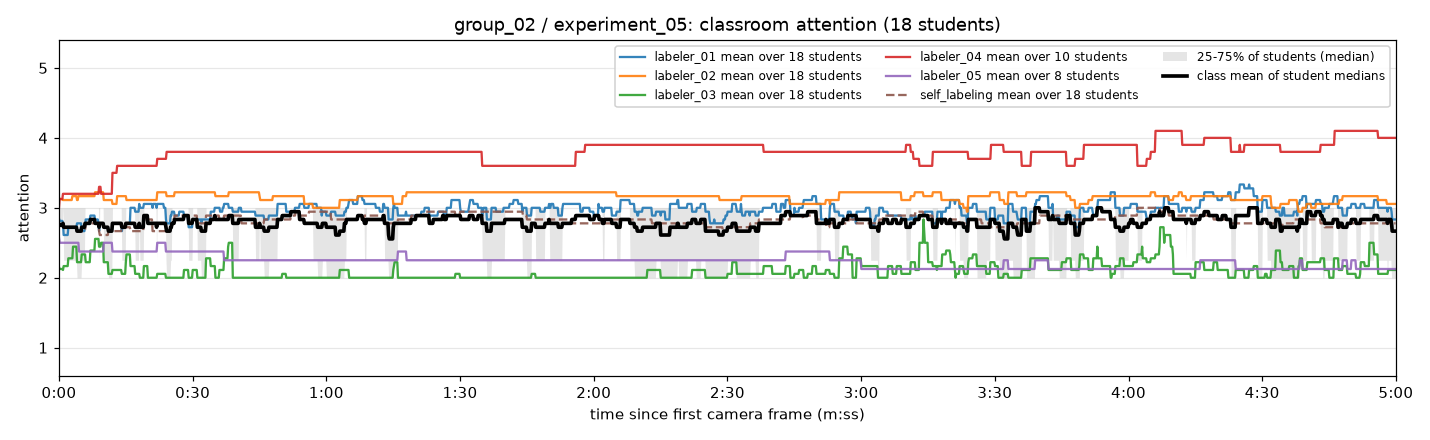 group_02 / experiment_05: classroom attention (18 students)
labeler_01 mean over 18 students
labeler_02 mean over 18 students
labeler_03 mean over 18 students
labeler_04 mean over 10 students
labeler_05 mean over 8 students
self_labeling mean over 18 students
25-75% of students (median)
class mean of student medians
attention
5
4
3
2
1
0:00 0:30 1:00 1:30 2:00 2:30 3:00 3:30 4:00 4:30 5:00
time since first camera frame (m:ss)